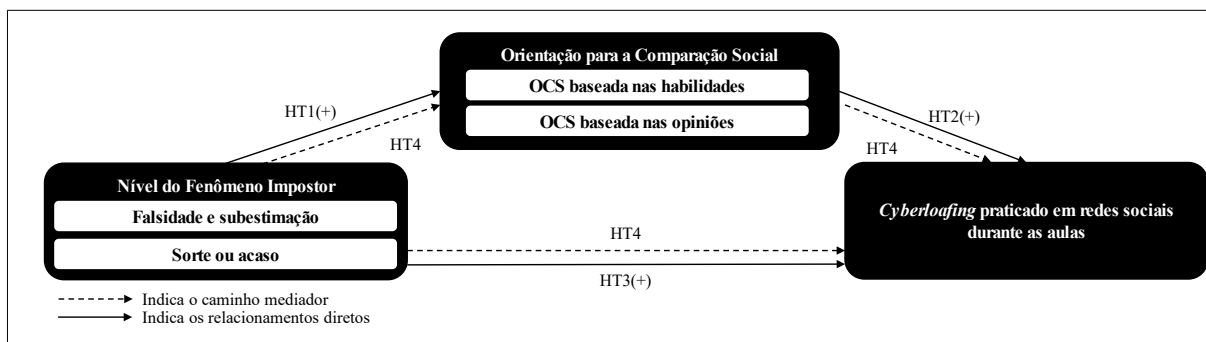 Orientação para a Comparação Social
OCS baseada nas habilidades
OCS baseada nas opiniões
HT1(+)
HT4
HT2(+)
HT4
Nível do Fenômeno Impostor
Falsidade e subestimação
Sorte ou acaso
HT4
HT3(+)
Cyberloafing praticado em redes sociais
durante as aulas
Indica o caminho mediador
Indica os relacionamentos diretos